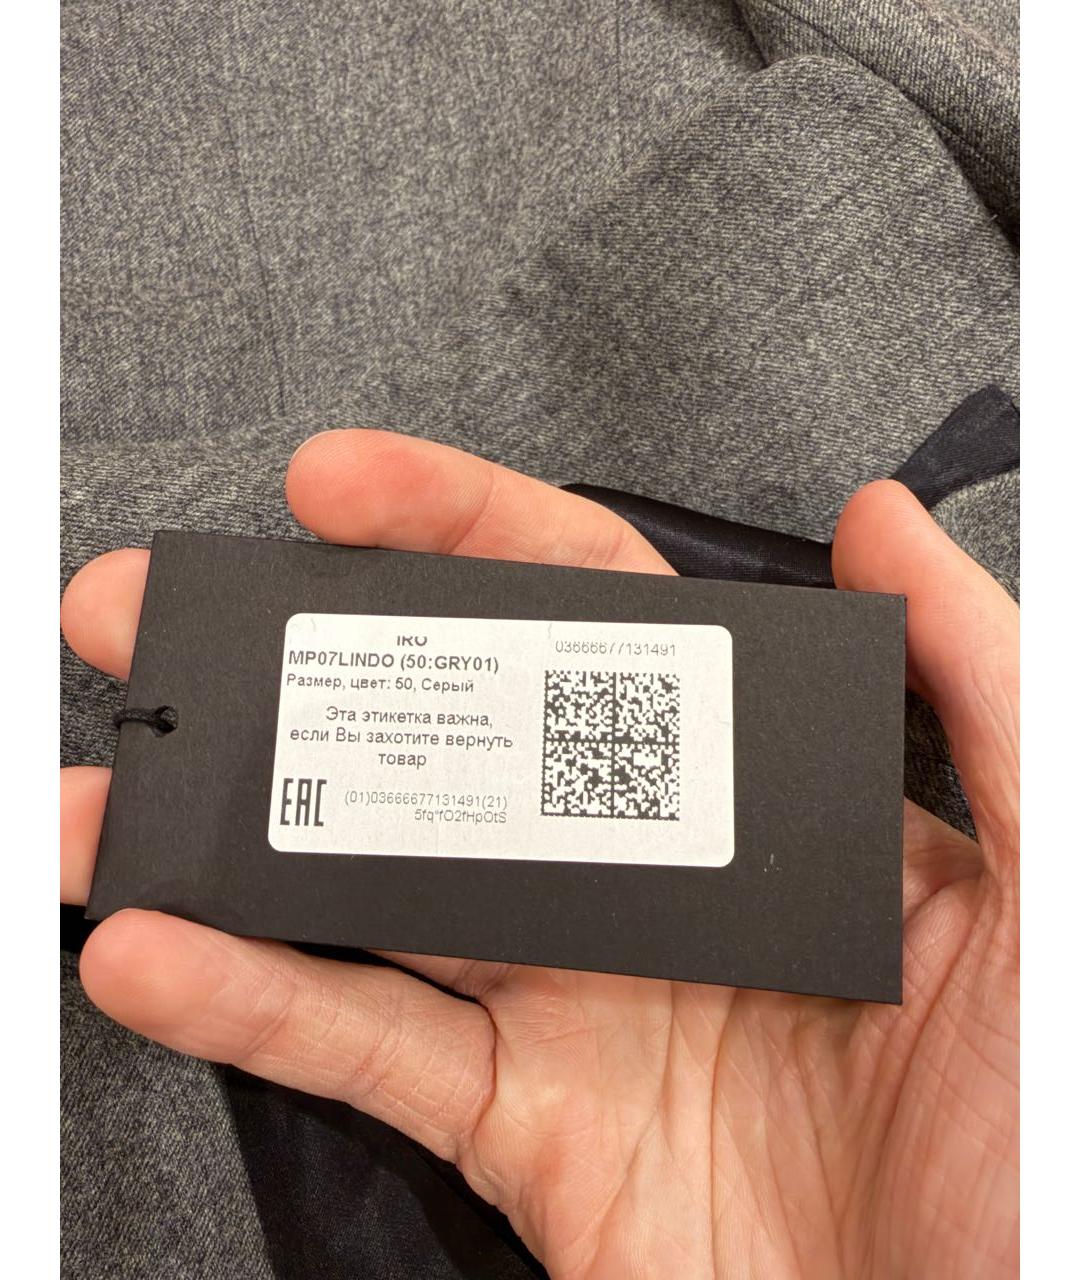 IRO
MP07LINDO (50:GRY01)
Размер, цвет: 50, Серый
Эта этикетка важна,
если Вы захотите вернуть
товар
EAC
(01)03666677131491(21)
5fq"fO2fHpOtS
03666677131491